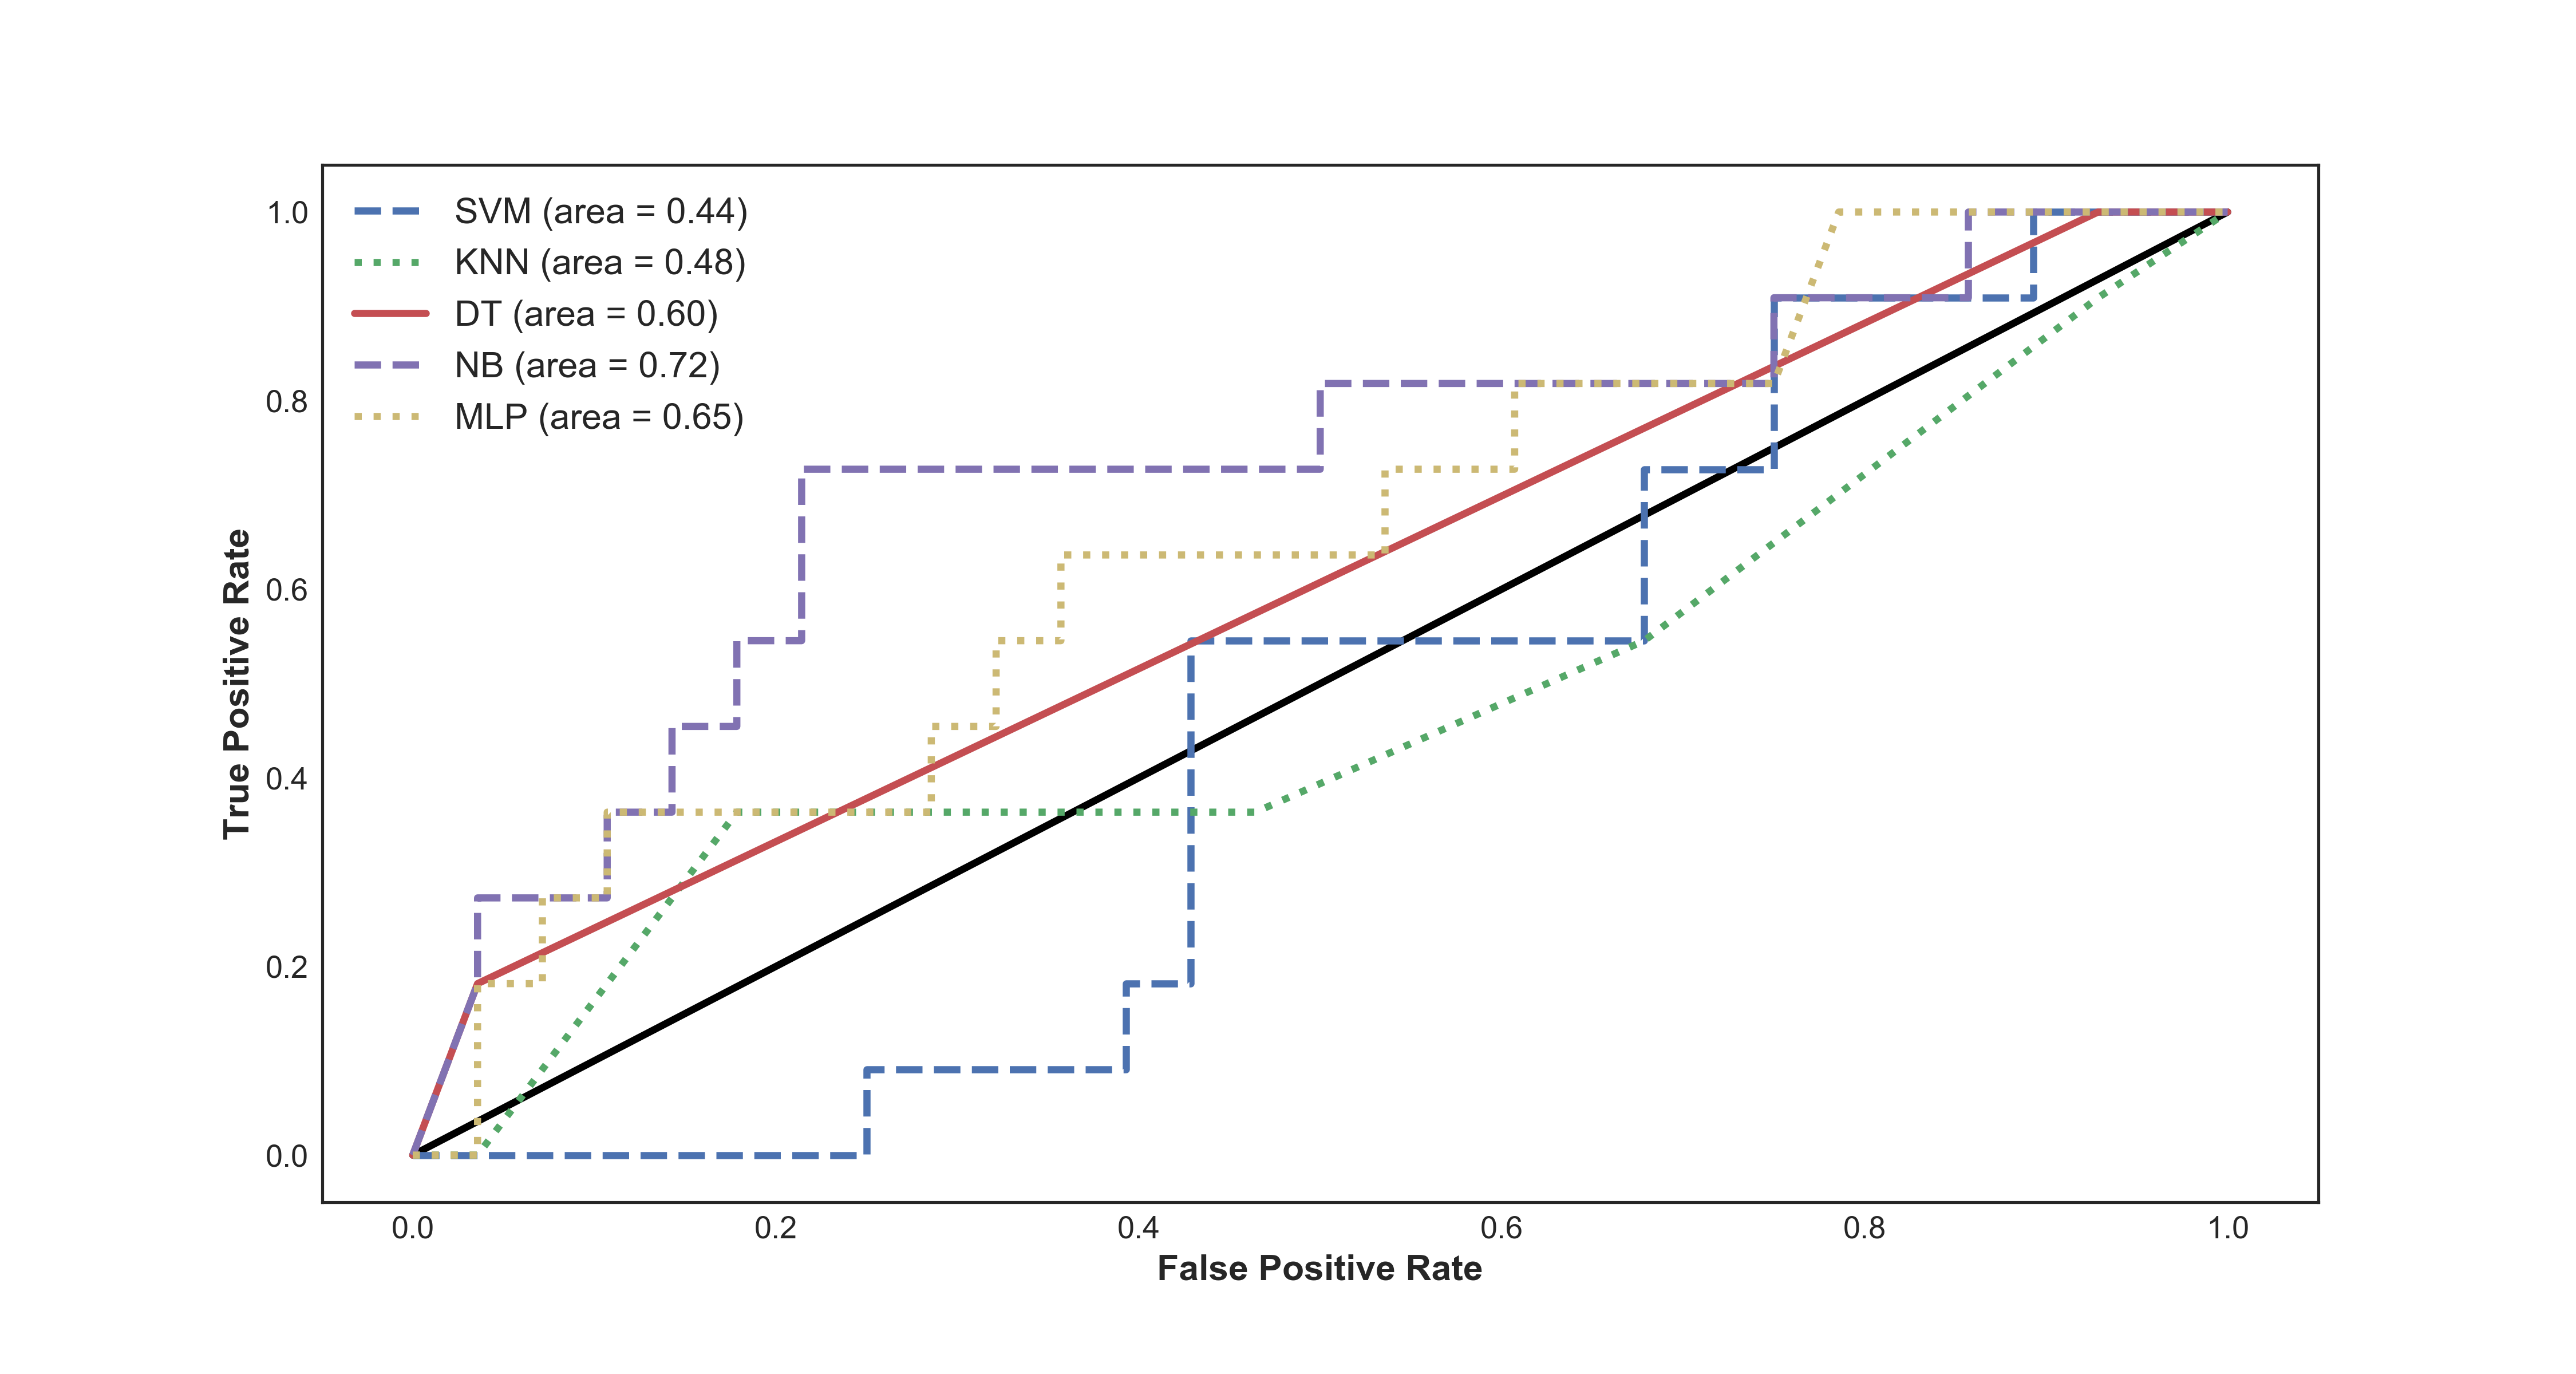 SVM (area = 0.44)
KNN (area = 0.48)
DT (area = 0.60)
NB (area = 0.72)
MLP (area = 0.65)
True Positive Rate
1.0
0.8
0.6
0.4
0.2
0.0
0.0 0.2 0.4 0.6 0.8 1.0
False Positive Rate